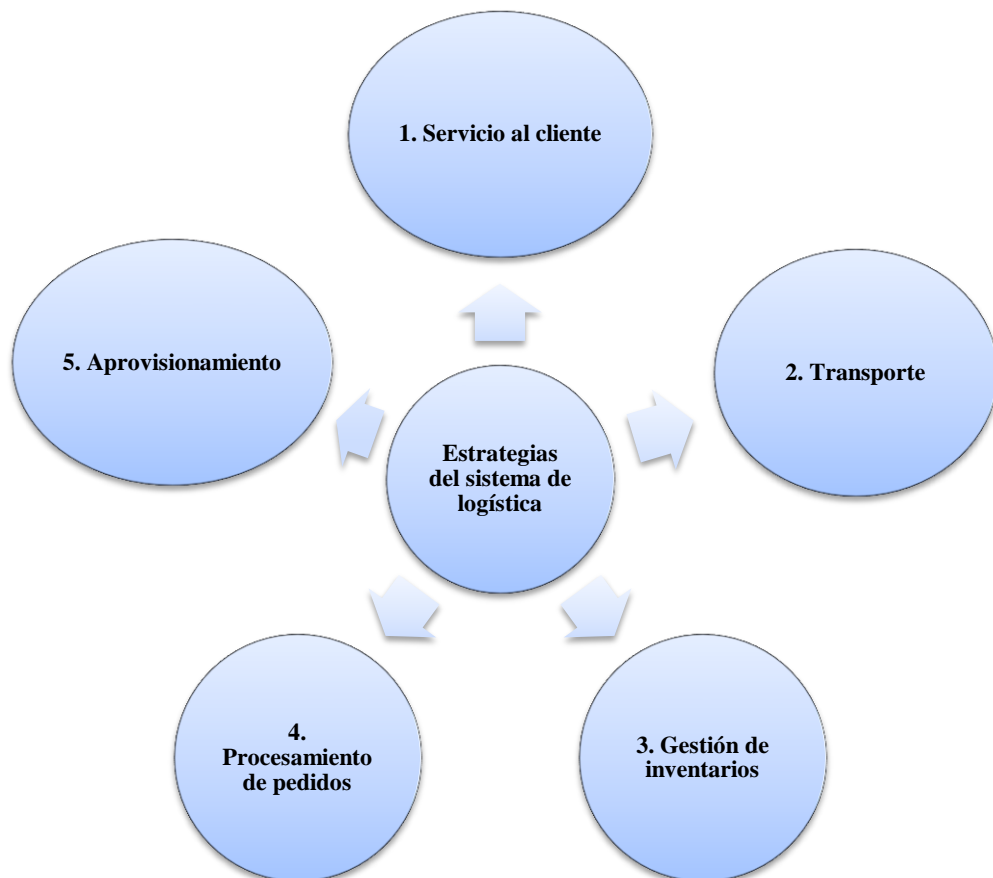 1. Servicio al cliente
5. Aprovisionamiento
2. Transporte
Estrategias
del sistema de
logística
4.
Procesamiento
de pedidos
3. Gestión de
inventarios